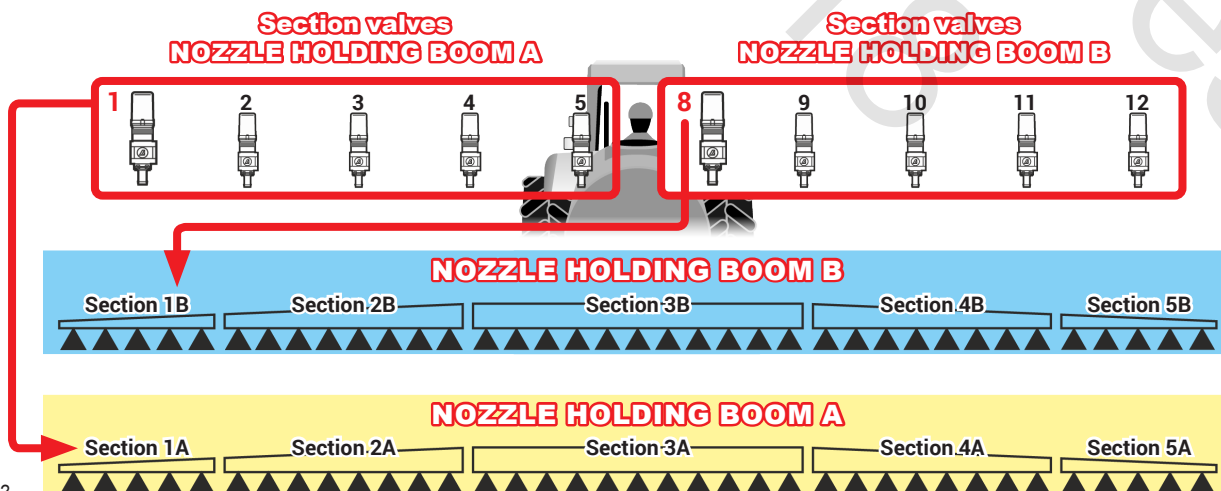 Section valves
NOZZLE HOLDING BOOM A
Section valves
NOZZLE HOLDING BOOM B
1 2 3 4 5 8 9 10 11 12
NOZZLE HOLDING BOOM B
Section 1B Section 2B Section 3B Section 4B Section 5B
NOZZLE HOLDING BOOM A
Section 1A Section 2A Section 3A Section 4A Section 5A